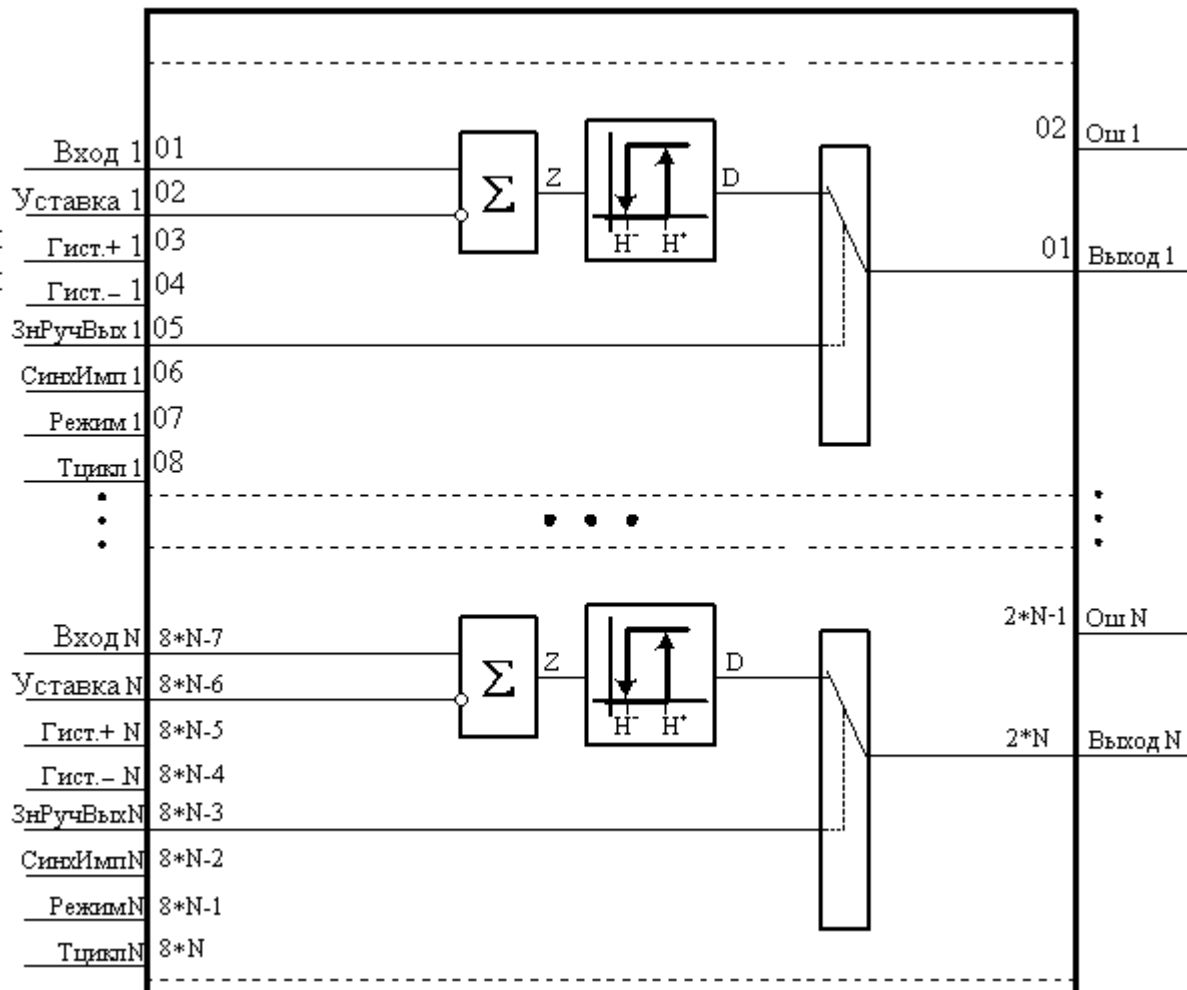 Вход 1 01
Уставка 1 02
Гист.+ 1 03
Гист.– 1 04
ЗнРучВых 1 05
СинхИмп 1 06
Режим 1 07
Тцикл 1 08
Σ
Z
H⁻ H⁺
D
02 Ош 1
01 Выход 1
Вход N 8*N-7
Уставка N 8*N-6
Гист.+ N 8*N-5
Гист.– N 8*N-4
ЗнРучВыхN 8*N-3
СинхИмпN 8*N-2
РежимN 8*N-1
ТциклN 8*N
Σ
Z
H⁻ H⁺
D
2*N-1 Ош N
2*N Выход N